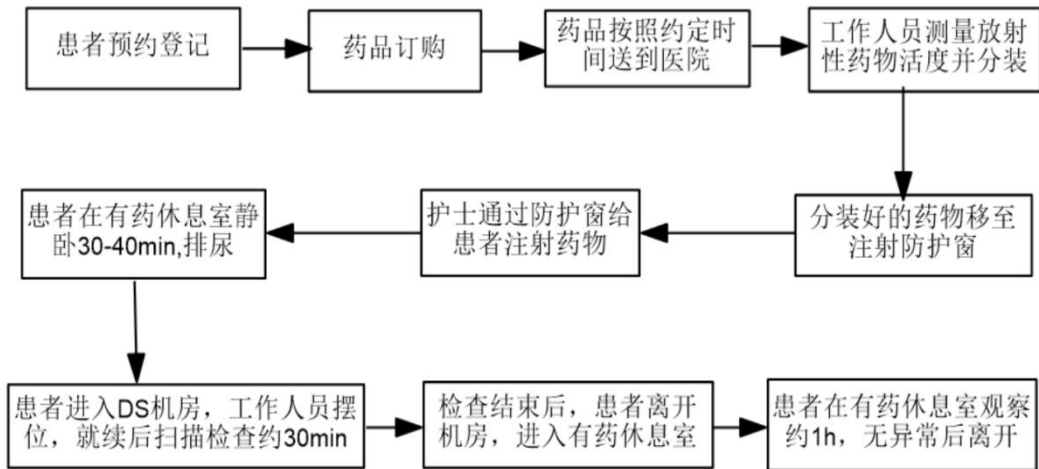 患者预约登记
药品订购
药品按照约定时
间送到医院
工作人员测量放射
性药物活度并分装
分装好的药物移至
注射防护窗
护士通过防护窗给
患者注射药物
患者在有药休息室静
卧30-40min,排尿
患者进入DS机房，工作人员摆
位，就续后扫描检查约30min
检查结束后，患者离开
机房，进入有药休息室
患者在有药休息室观察
约1h，无异常后离开